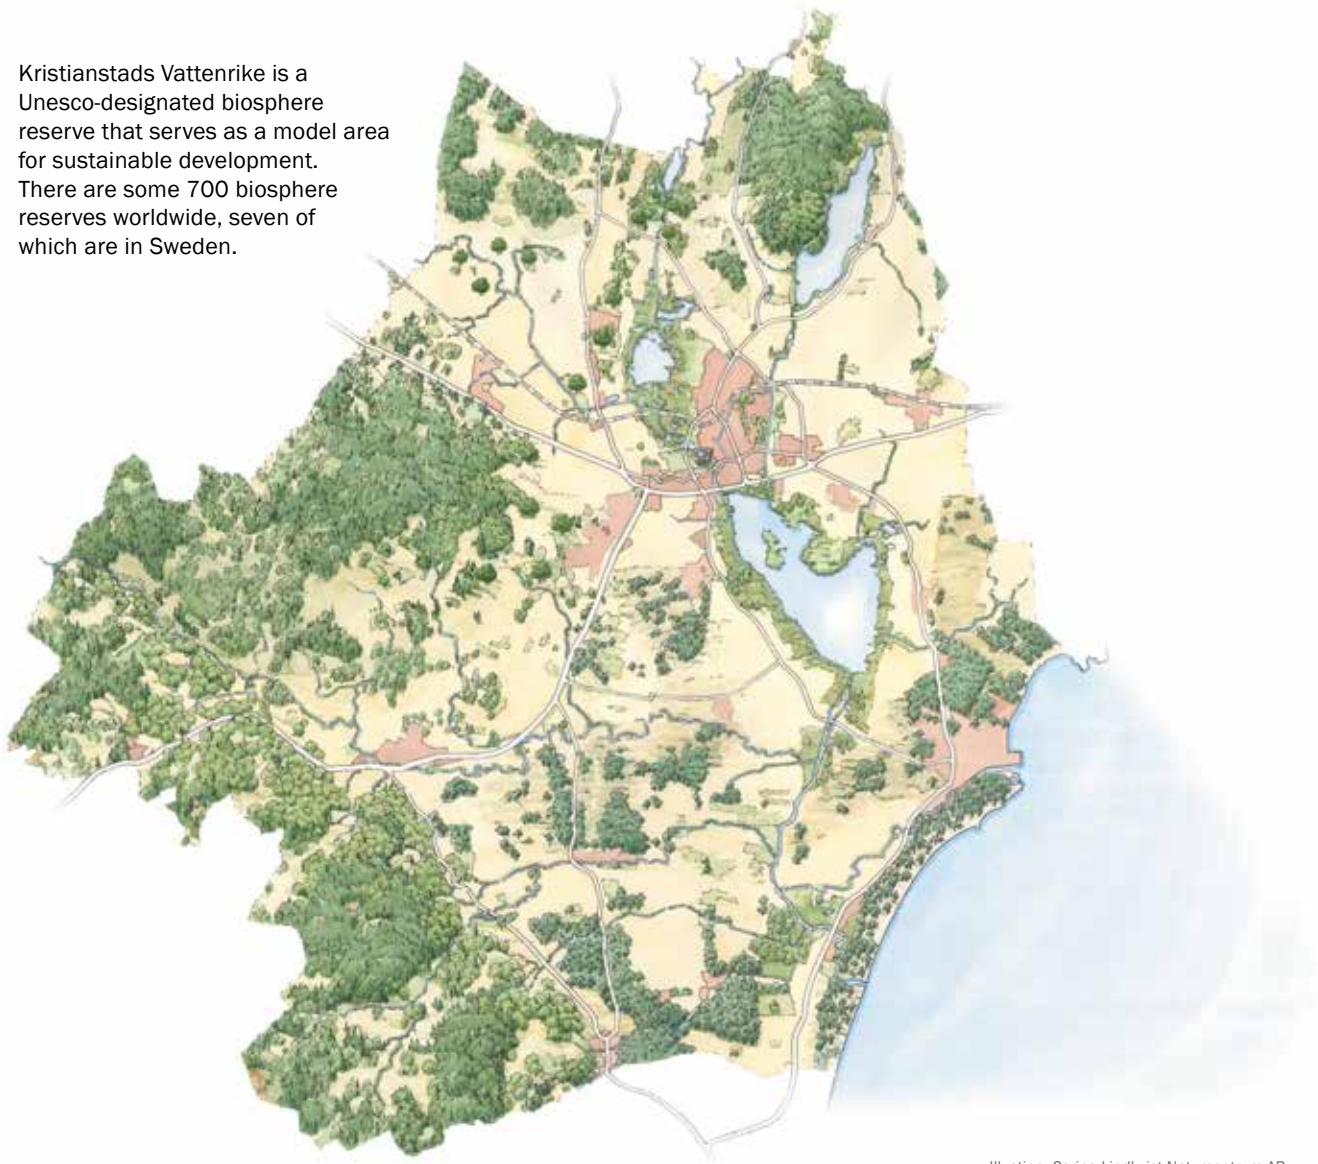 Kristianstads Vattenrike is a
Unesco-designated biosphere
reserve that serves as a model area
for sustainable development.
There are some 700 biosphere
reserves worldwide, seven of
which are in Sweden.